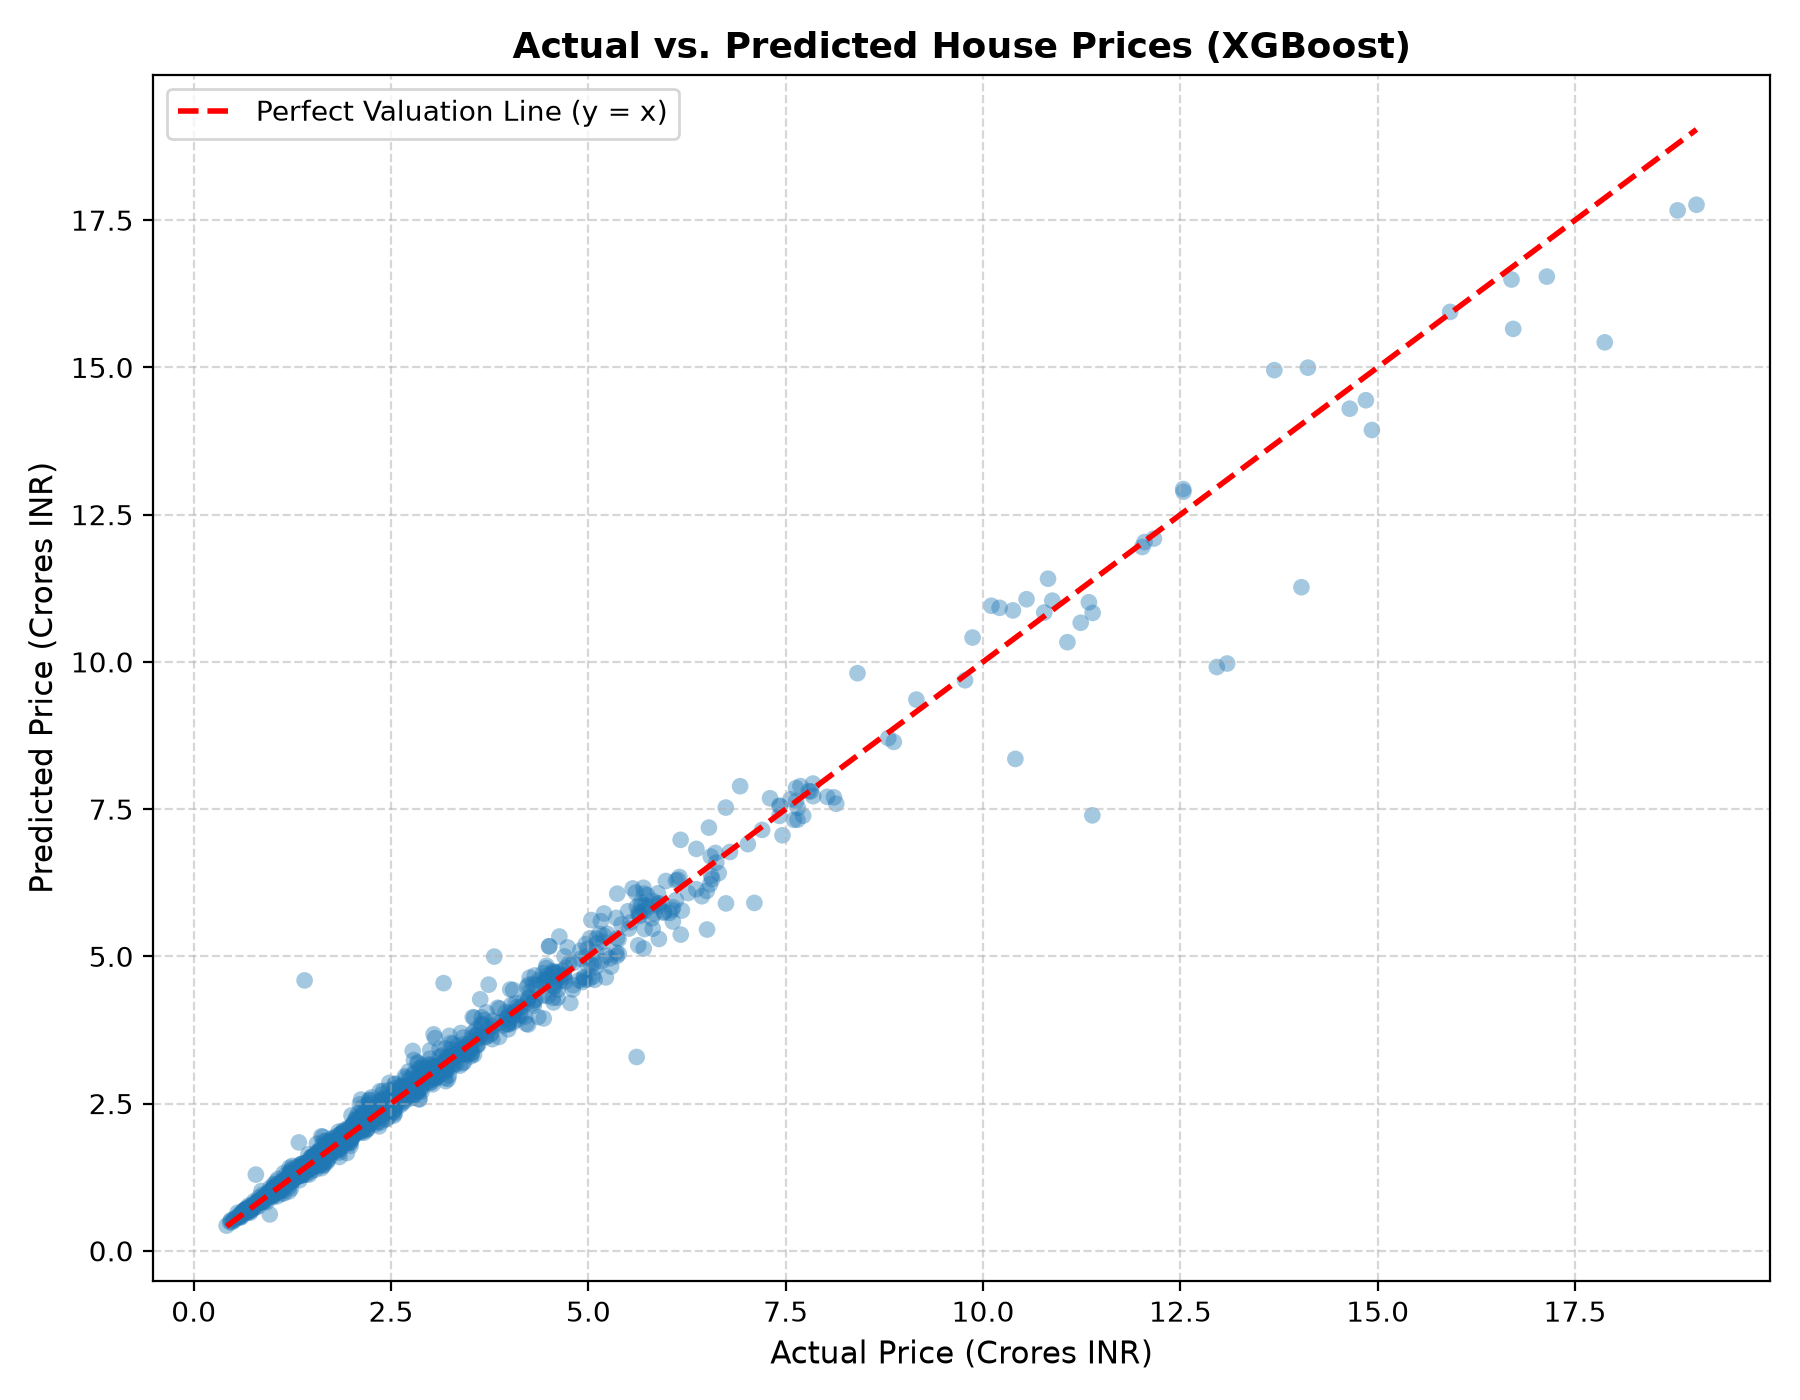 Actual vs. Predicted House Prices (XGBoost)
Perfect Valuation Line (y = x)
Predicted Price (Crores INR)
17.5
15.0
12.5
10.0
7.5
5.0
2.5
0.0
0.0 2.5 5.0 7.5 10.0 12.5 15.0 17.5
Actual Price (Crores INR)